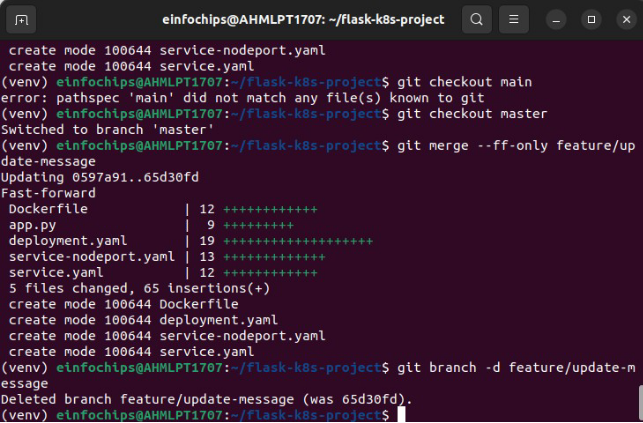 einfochips@AHMLPT1707: ~/flask-k8s-project
 create mode 100644 service-nodeport.yaml
 create mode 100644 service.yaml
(venv) einfochips@AHMLPT1707:~/flask-k8s-project$ git checkout main
error: pathspec 'main' did not match any file(s) known to git
(venv) einfochips@AHMLPT1707:~/flask-k8s-project$ git checkout master
Switched to branch 'master'
(venv) einfochips@AHMLPT1707:~/flask-k8s-project$ git merge --ff-only feature/up
date-message
Updating 0597a91..65d30fd
Fast-forward
 Dockerfile            | 12 ++++++++++++
 app.py                |  9 +++++++++
 deployment.yaml       | 19 +++++++++++++++++++
 service-nodeport.yaml | 13 +++++++++++++
 service.yaml          | 12 ++++++++++++
 5 files changed, 65 insertions(+)
 create mode 100644 Dockerfile
 create mode 100644 deployment.yaml
 create mode 100644 service-nodeport.yaml
 create mode 100644 service.yaml
(venv) einfochips@AHMLPT1707:~/flask-k8s-project$ git branch -d feature/update-m
essage
Deleted branch feature/update-message (was 65d30fd).
(venv) einfochips@AHMLPT1707:~/flask-k8s-project$